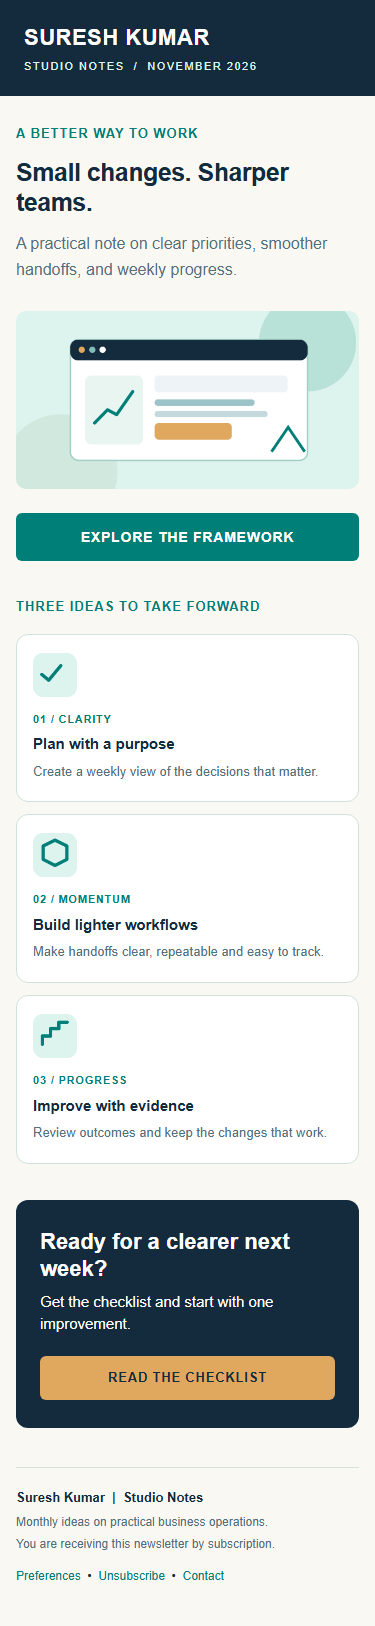 SURESH KUMAR
STUDIO NOTES / NOVEMBER 2026
A BETTER WAY TO WORK
Small changes. Sharper
teams.
A practical note on clear priorities, smoother
handoffs, and weekly progress.
EXPLORE THE FRAMEWORK
THREE IDEAS TO TAKE FORWARD
01 / CLARITY
Plan with a purpose
Create a weekly view of the decisions that matter.
02 / MOMENTUM
Build lighter workflows
Make handoffs clear, repeatable and easy to track.
03 / PROGRESS
Improve with evidence
Review outcomes and keep the changes that work.
Ready for a clearer next
week?
Get the checklist and start with one
improvement.
READ THE CHECKLIST
Suresh Kumar | Studio Notes
Monthly ideas on practical business operations.
You are receiving this newsletter by subscription.
Preferences • Unsubscribe • Contact